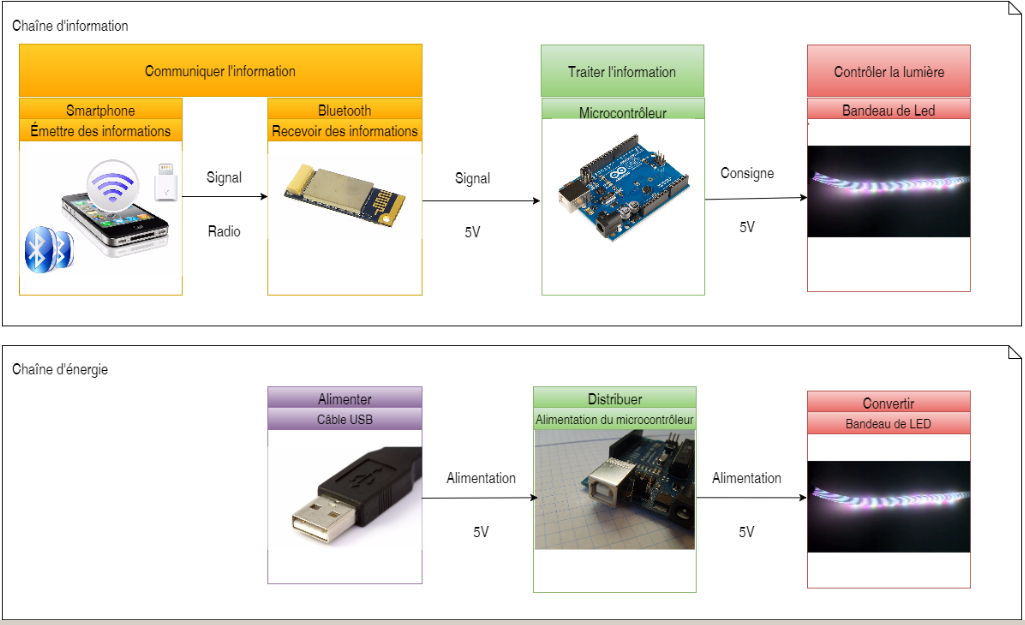 Chaîne d'information
Communiquer l'information
Traiter l'information
Contrôler la lumière
Smartphone
Émettre des informations
Bluetooth
Recevoir des informations
Microcontrôleur
Bandeau de Led
Signal
Radio
Signal
5V
Consigne
5V
Chaîne d'énergie
Alimenter
Câble USB
Distribuer
Alimentation du microcontrôleur
Convertir
Bandeau de LED
Alimentation
5V
Alimentation
5V